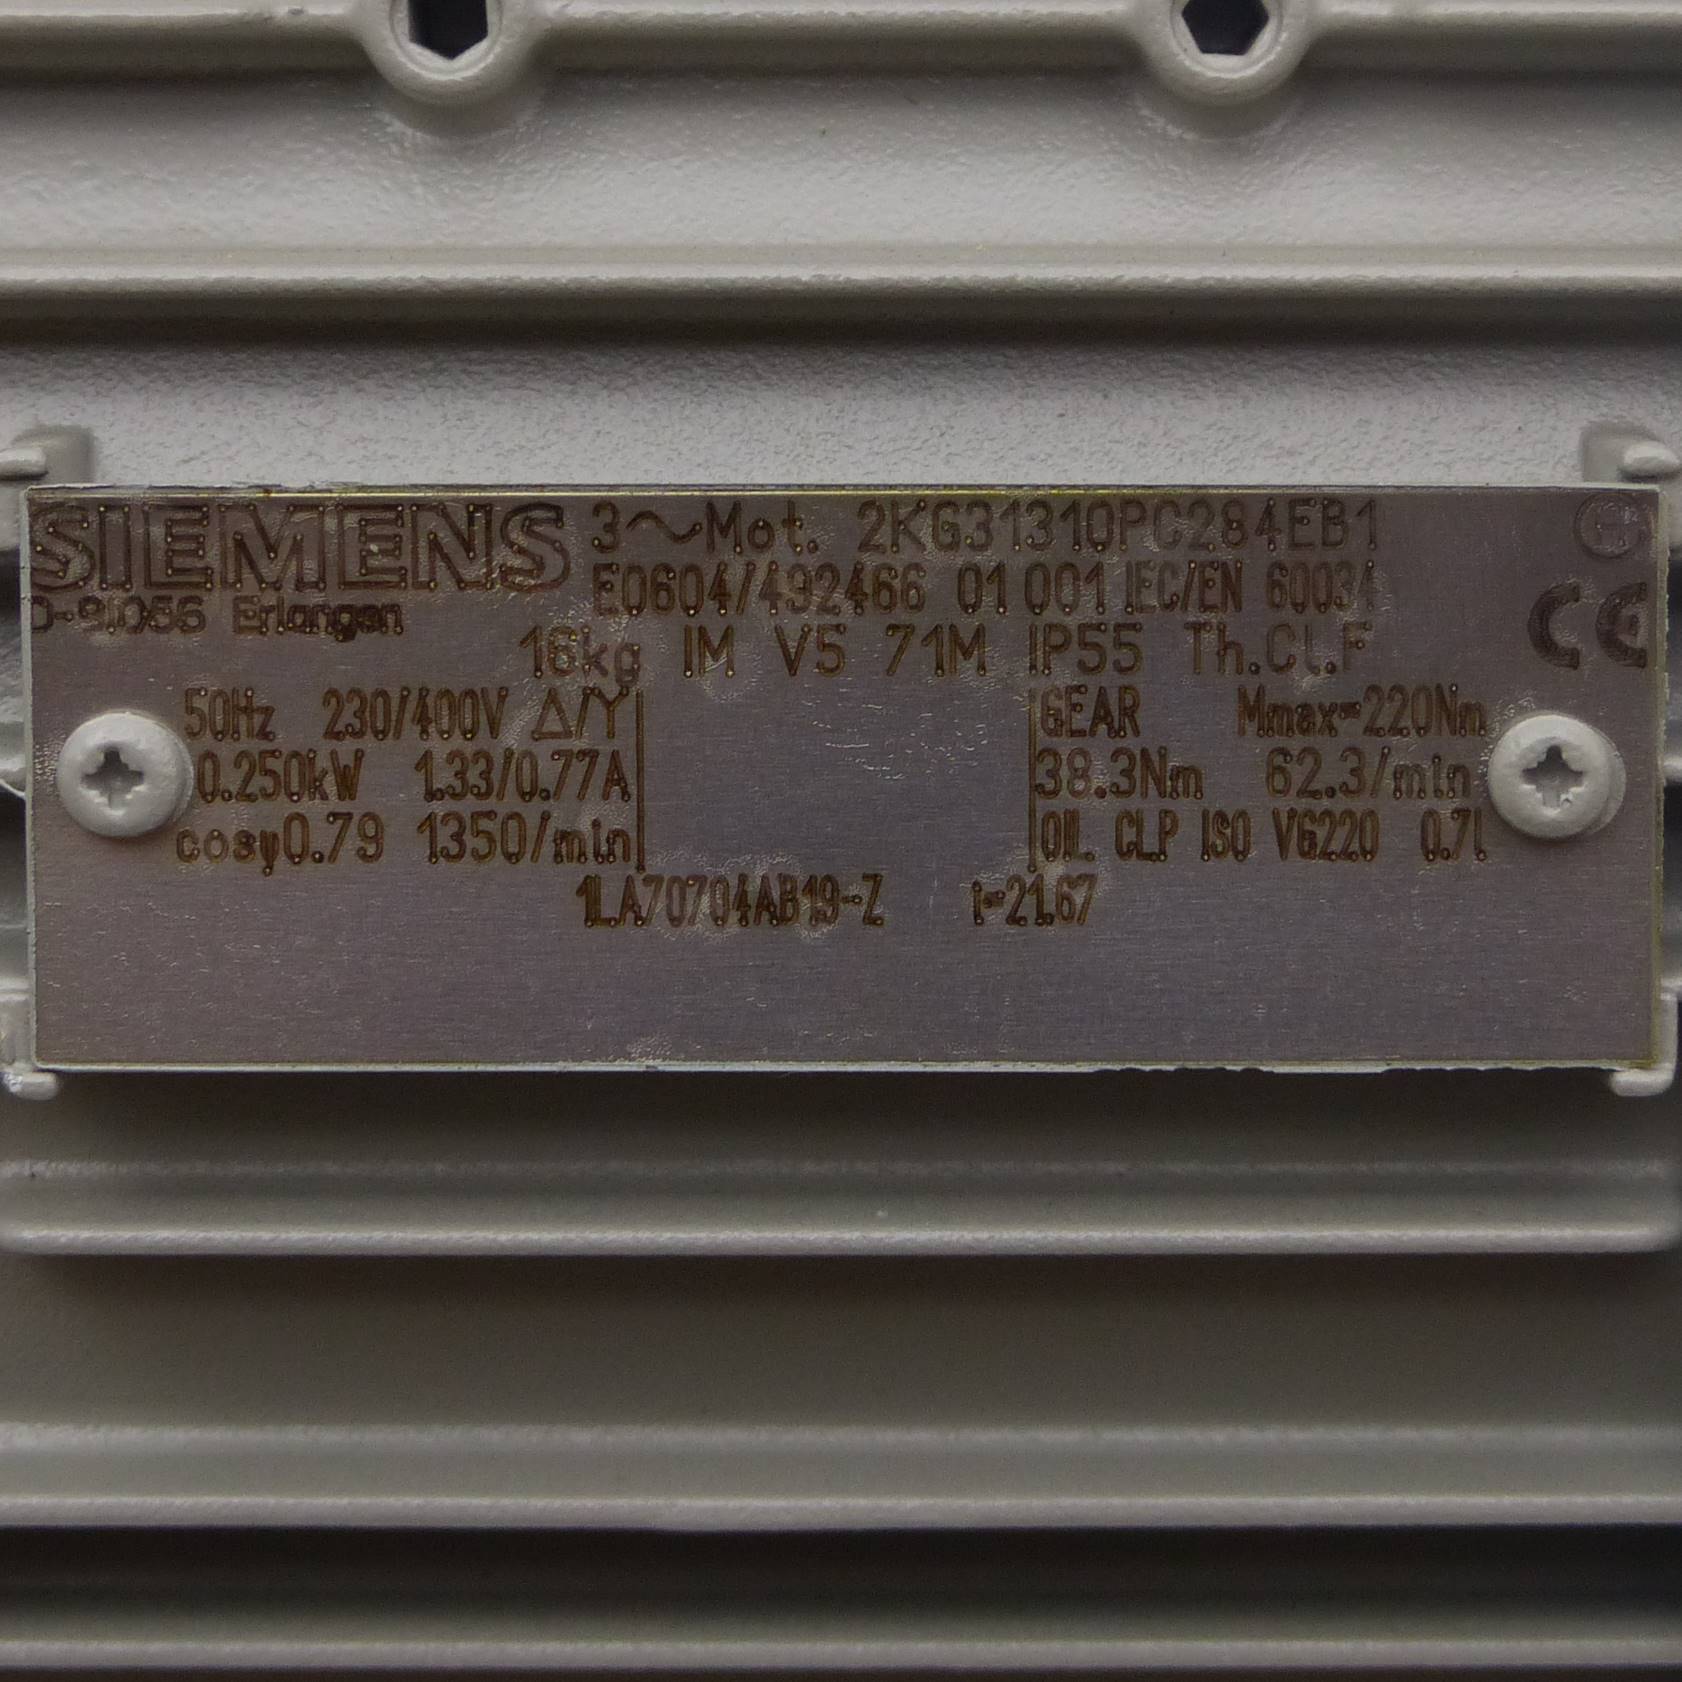 SIEMENS 3~Mot. 2KG31310PC284EB1
E0604/492466 01 001 IEC/EN 60034
D-91056 Erlangen
16kg IM V5 71M IP55 Th.Cl.F
CE
50Hz 230/400V Δ/Y
0.250kW 1.33/0.77A
cosφ0.79 1350/min
GEAR Mmax=220Nm
38.3Nm 62.3/min
OIL CLP ISO VG220 0.7l
1LA70704AB19-Z i=21.67